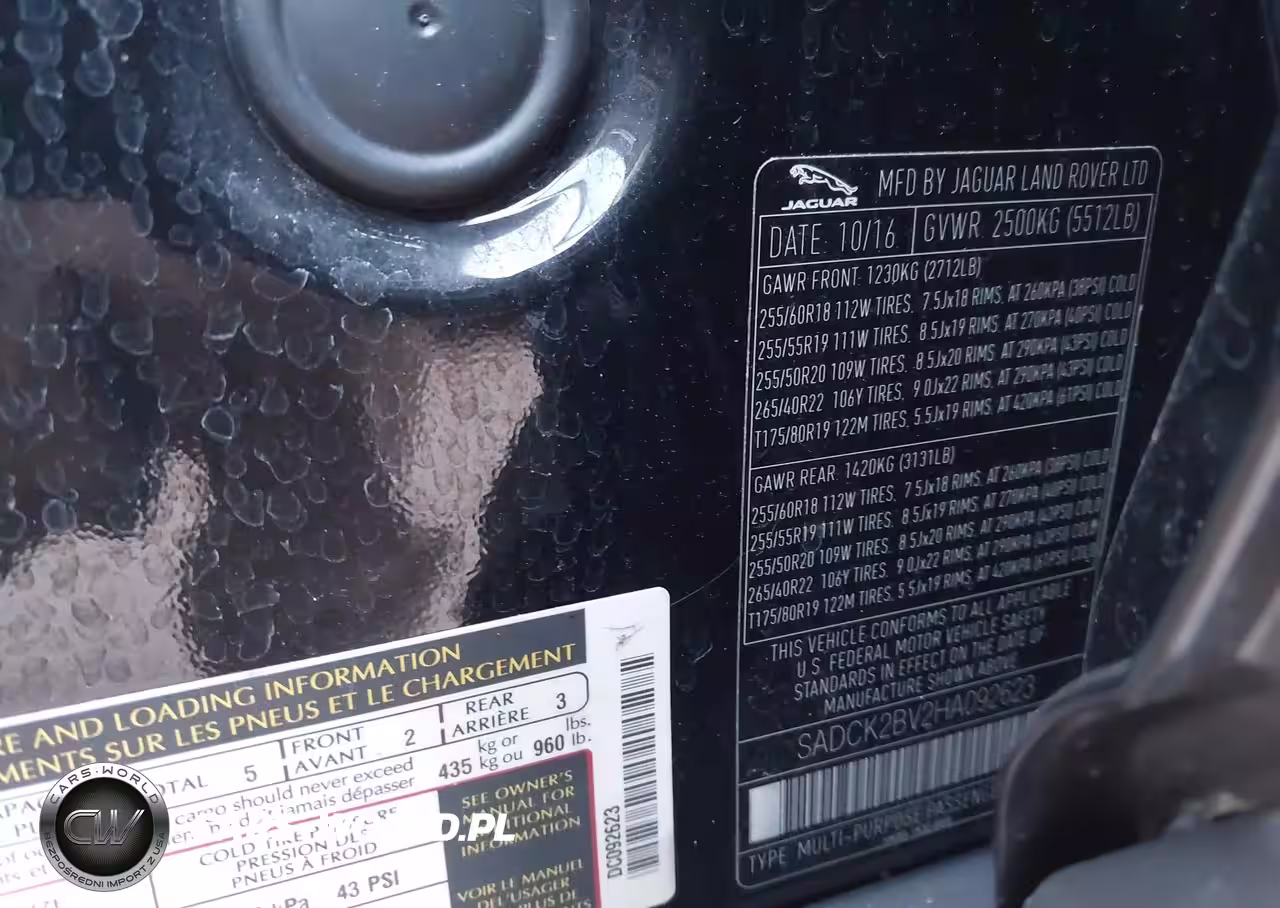 JAGUAR
MFD BY JAGUAR LAND ROVER LTD
DATE: 10/16 GVWR: 2500KG (5512LB)
GAWR FRONT: 1230KG (2712LB)
255/60R18 112W TIRES, 7.5Jx18 RIMS, AT 260KPA (38PSI) COLD
255/55R19 111W TIRES, 8.5Jx19 RIMS, AT 270KPA (40PSI) COLD
255/50R20 109W TIRES, 8.5Jx20 RIMS, AT 290KPA (43PSI) COLD
265/40R22 106Y TIRES, 9.0Jx22 RIMS, AT 290KPA (43PSI) COLD
T175/80R19 122M TIRES, 5.5Jx19 RIMS, AT 420KPA (61PSI) COLD
GAWR REAR: 1420KG (3131LB)
255/60R18 112W TIRES, 7.5Jx18 RIMS, AT 260KPA (38PSI) COLD
255/55R19 111W TIRES, 8.5Jx19 RIMS, AT 270KPA (40PSI) COLD
255/50R20 109W TIRES, 8.5Jx20 RIMS, AT 290KPA (43PSI) COLD
265/40R22 106Y TIRES, 9.0Jx22 RIMS, AT 290KPA (43PSI) COLD
T175/80R19 122M TIRES, 5.5Jx19 RIMS, AT 420KPA (61PSI) COLD
THIS VEHICLE CONFORMS TO ALL APPLICABLE
U.S. FEDERAL MOTOR VEHICLE SAFETY
STANDARDS IN EFFECT ON THE DATE OF
MANUFACTURE SHOWN ABOVE
SADCK2BV2HA092623
TYPE: MULTI-PURPOSE
RE AND LOADING INFORMATION
MENTS SUR LES PNEUS ET LE CHARGEMENT
OTAL 5 FRONT AVANT 2 REAR ARRIÈRE 3
cargo should never exceed 435 kg or 960 lbs.
jamais dépasser kg ou lb.
PRESSION DES
PNEUS À FROID
kPa 43 PSI
SEE OWNER'S
MANUAL FOR
INFORMATION
VOIR LE MANUEL
DE L'USAGER
PLUS DE
DC092623
CARS-WORLD
CW
BEZPOŚREDNI IMPORT Z USA
D.PL